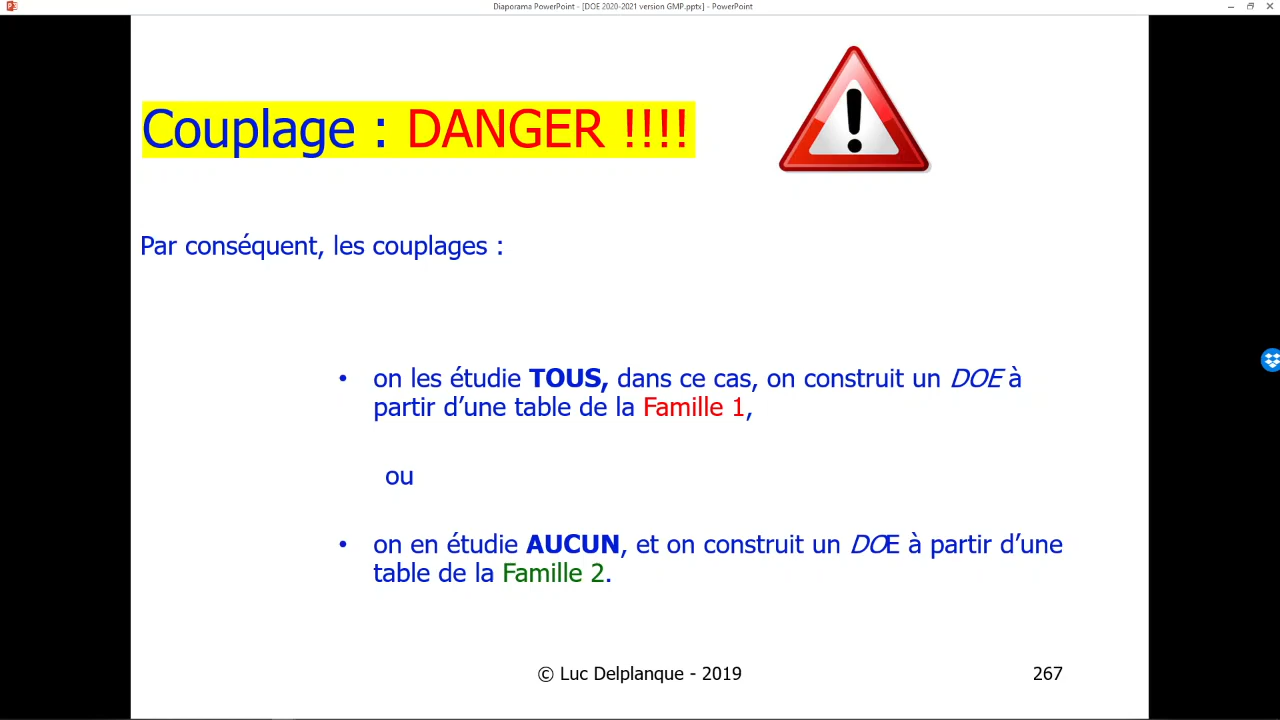 Diaporama PowerPoint - [DOE 2020-2021 version GMP.pptx] - PowerPoint
Couplage : DANGER !!!!
Par conséquent, les couplages :
• on les étudie TOUS, dans ce cas, on construit un DOE à
partir d’une table de la Famille 1,
ou
• on en étudie AUCUN, et on construit un DOE à partir d’une
table de la Famille 2.
© Luc Delplanque - 2019
267